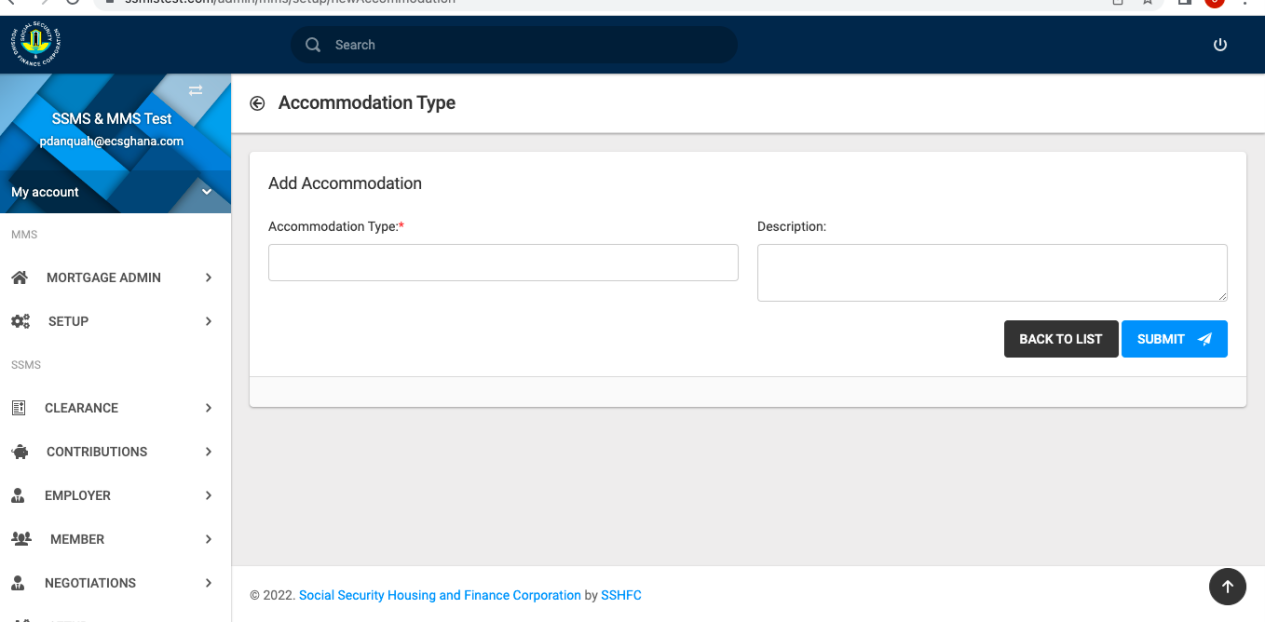 ssmistest.com/admin/mms/setup/newAccommodation
Search
SSMS & MMS Test
pdanquah@ecsghana.com
My account
MMS
MORTGAGE ADMIN
SETUP
SSMS
CLEARANCE
CONTRIBUTIONS
EMPLOYER
MEMBER
NEGOTIATIONS
Accommodation Type
Add Accommodation
Accommodation Type:*
Description:
BACK TO LIST
SUBMIT
© 2022. Social Security Housing and Finance Corporation by SSHFC